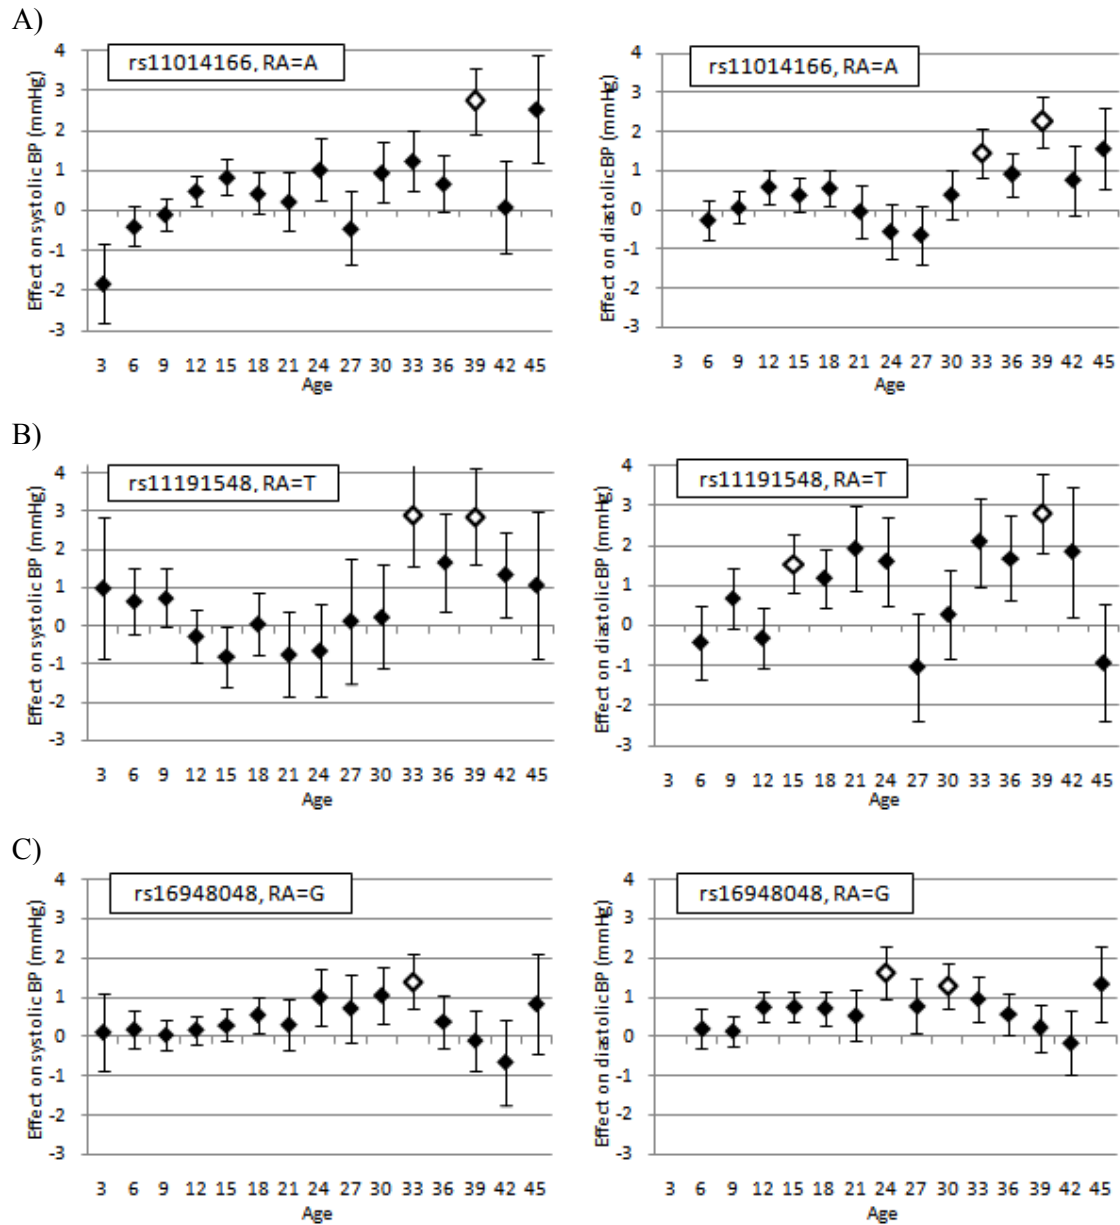 A)
rs11014166, RA=A
Effect on systolic BP (mmHg)
4
3
2
1
0
-1
-2
-3
3 6 9 12 15 18 21 24 27 30 33 36 39 42 45
Age
rs11014166, RA=A
Effect on diastolic BP (mmHg)
4
3
2
1
0
-1
-2
-3
3 6 9 12 15 18 21 24 27 30 33 36 39 42 45
Age
B)
rs11191548, RA=T
Effect on systolic BP (mmHg)
4
3
2
1
0
-1
-2
-3
3 6 9 12 15 18 21 24 27 30 33 36 39 42 45
Age
rs11191548, RA=T
Effect on diastolic BP (mmHg)
4
3
2
1
0
-1
-2
-3
3 6 9 12 15 18 21 24 27 30 33 36 39 42 45
Age
C)
rs16948048, RA=G
Effect on systolic BP (mmHg)
4
3
2
1
0
-1
-2
-3
3 6 9 12 15 18 21 24 27 30 33 36 39 42 45
Age
rs16948048, RA=G
Effect on diastolic BP (mmHg)
4
3
2
1
0
-1
-2
-3
3 6 9 12 15 18 21 24 27 30 33 36 39 42 45
Age